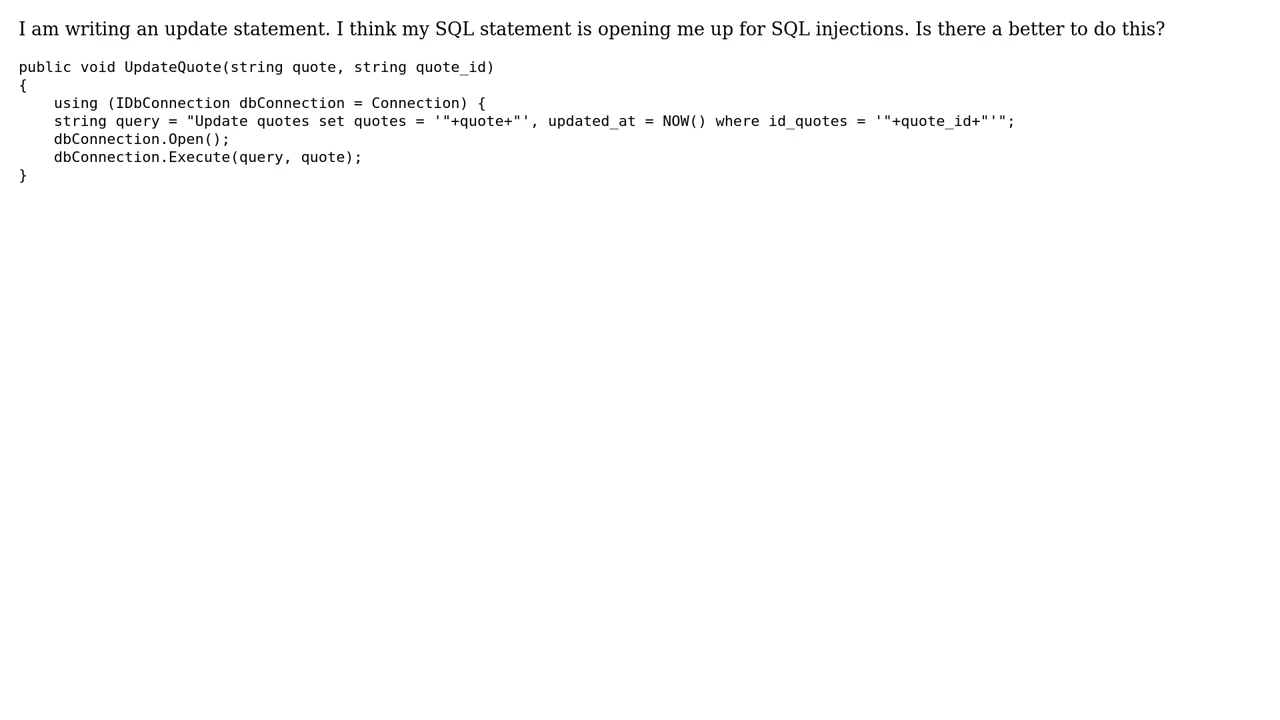 I am writing an update statement. I think my SQL statement is opening me up for SQL injections. Is there a better to do this?
public void UpdateQuote(string quote, string quote_id)
{
    using (IDbConnection dbConnection = Connection) {
    string query = "Update quotes set quotes = '"+quote+"', updated_at = NOW() where id_quotes = '"+quote_id+"'";
    dbConnection.Open();
    dbConnection.Execute(query, quote);
}